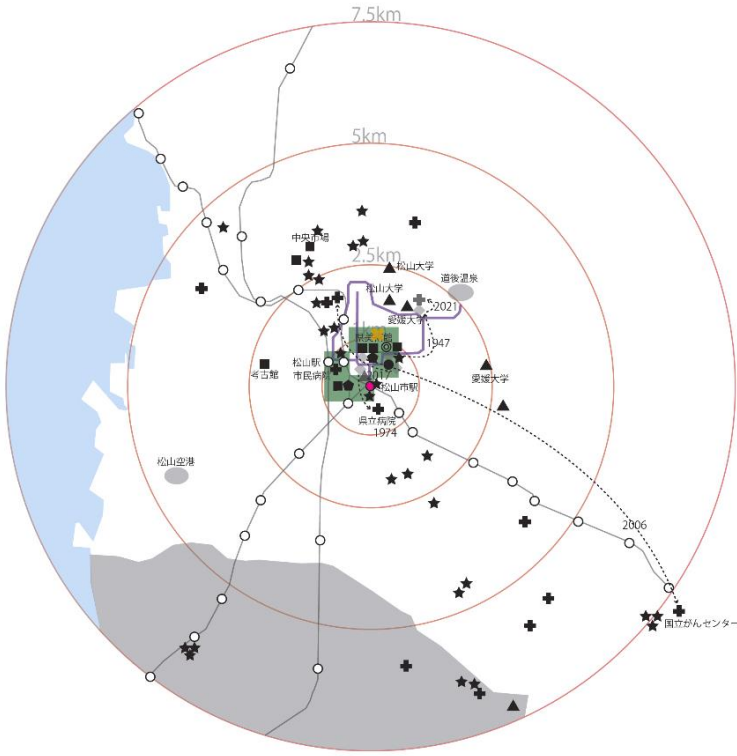 7.5km
5km
中央市場
2.5km
松山大学
道後温泉
松山大学
2021
愛媛大学
1947
松山駅
市民病院
考古館
松山市駅
愛媛大学
県立病院
1974
松山空港
2006
国立がんセンター